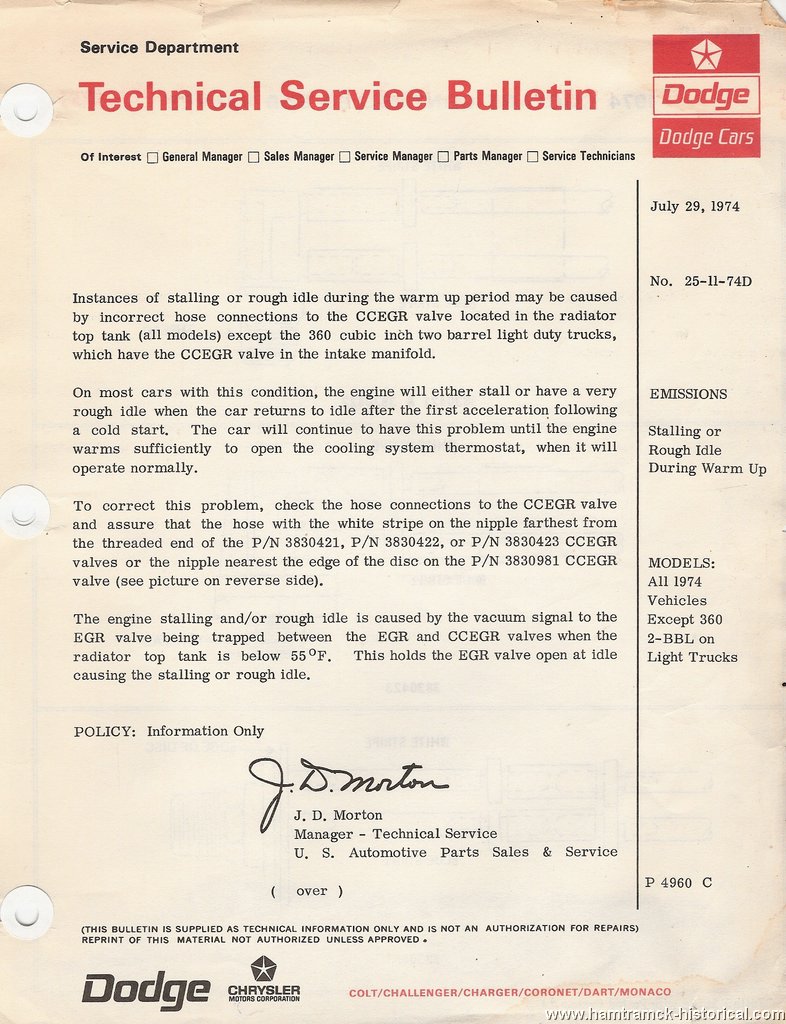 Service Department
Technical Service Bulletin
Dodge
Dodge Cars
Of Interest □ General Manager □ Sales Manager □ Service Manager □ Parts Manager □ Service Technicians
July 29, 1974
No. 25-11-74D
Instances of stalling or rough idle during the warm up period may be caused
by incorrect hose connections to the CCEGR valve located in the radiator
top tank (all models) except the 360 cubic inch two barrel light duty trucks,
which have the CCEGR valve in the intake manifold.
On most cars with this condition, the engine will either stall or have a very
rough idle when the car returns to idle after the first acceleration following
a cold start. The car will continue to have this problem until the engine
warms sufficiently to open the cooling system thermostat, when it will
operate normally.
To correct this problem, check the hose connections to the CCEGR valve
and assure that the hose with the white stripe on the nipple farthest from
the threaded end of the P/N 3830421, P/N 3830422, or P/N 3830423 CCEGR
valves or the nipple nearest the edge of the disc on the P/N 3830981 CCEGR
valve (see picture on reverse side).
The engine stalling and/or rough idle is caused by the vacuum signal to the
EGR valve being trapped between the EGR and CCEGR valves when the
radiator top tank is below 55°F. This holds the EGR valve open at idle
causing the stalling or rough idle.
EMISSIONS
Stalling or
Rough Idle
During Warm Up
MODELS:
All 1974
Vehicles
Except 360
2-BBL on
Light Trucks
POLICY: Information Only
J. D. Morton
J. D. Morton
Manager - Technical Service
U. S. Automotive Parts Sales & Service
( over )
P 4960 C
(THIS BULLETIN IS SUPPLIED AS TECHNICAL INFORMATION ONLY AND IS NOT AN AUTHORIZATION FOR REPAIRS)
REPRINT OF THIS MATERIAL NOT AUTHORIZED UNLESS APPROVED.
Dodge
CHRYSLER
MOTORS CORPORATION
COLT/CHALLENGER/CHARGER/CORONET/DART/MONACO
www.hamtramck-historical.com